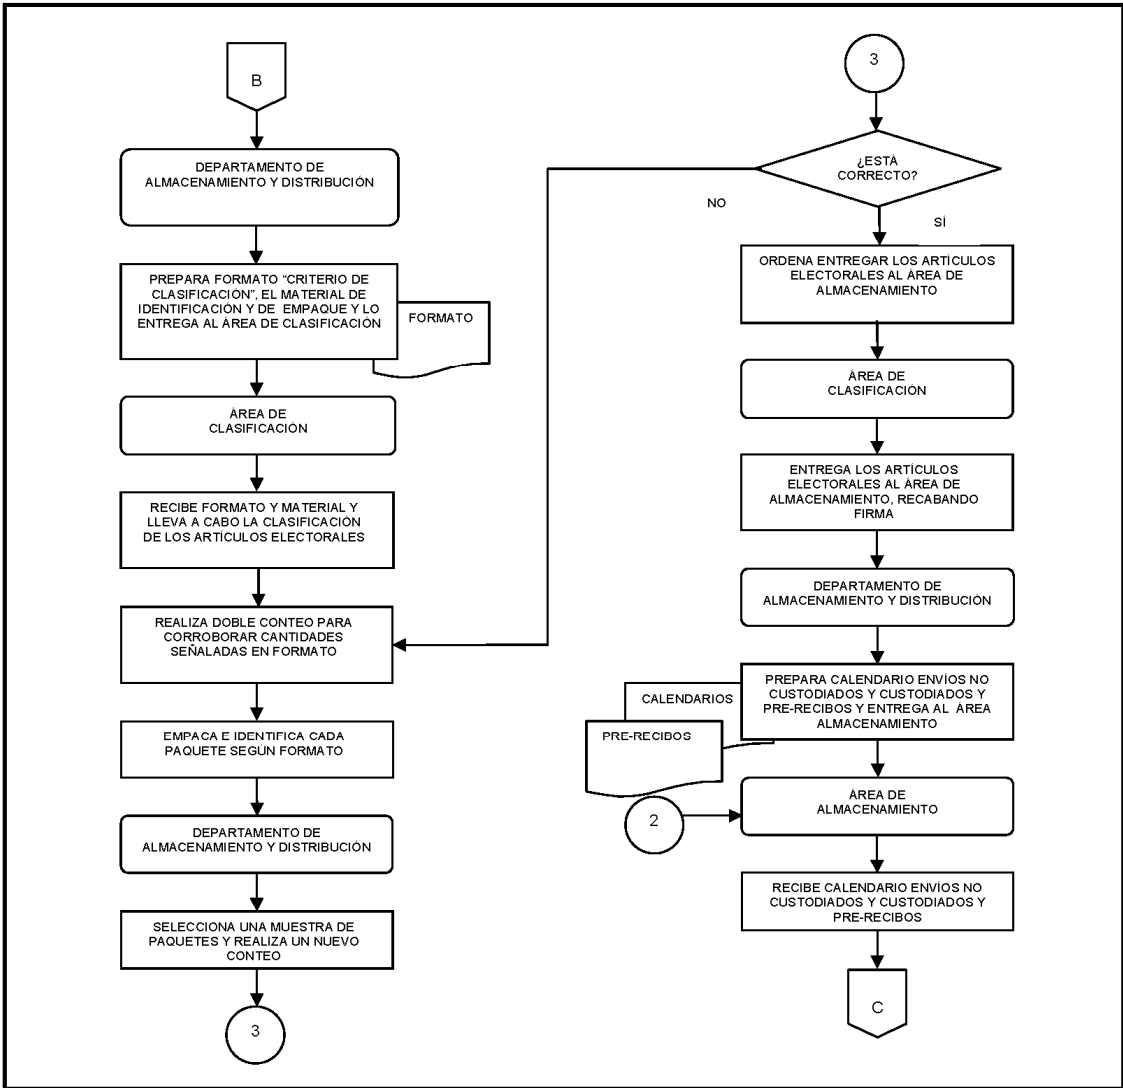 B
DEPARTAMENTO DE
ALMACENAMIENTO Y DISTRIBUCIÓN
PREPARA FORMATO “CRITERIO DE
CLASIFICACIÓN”, EL MATERIAL DE
IDENTIFICACIÓN Y DE EMPAQUE Y LO
ENTREGA AL ÁREA DE CLASIFICACIÓN
FORMATO
ÁREA DE
CLASIFICACIÓN
RECIBE FORMATO Y MATERIAL Y
LLEVA A CABO LA CLASIFICACIÓN
DE LOS ARTÍCULOS ELECTORALES
REALIZA DOBLE CONTEO PARA
CORROBORAR CANTIDADES
SEÑALADAS EN FORMATO
EMPACA E IDENTIFICA CADA
PAQUETE SEGÚN FORMATO
DEPARTAMENTO DE
ALMACENAMIENTO Y DISTRIBUCIÓN
SELECCIONA UNA MUESTRA DE
PAQUETES Y REALIZA UN NUEVO
CONTEO
3
3
¿ESTÁ
CORRECTO?
NO
SÍ
ORDENA ENTREGAR LOS ARTÍCULOS
ELECTORALES AL ÁREA DE
ALMACENAMIENTO
ÁREA DE
CLASIFICACIÓN
ENTREGA LOS ARTÍCULOS
ELECTORALES AL ÁREA DE
ALMACENAMIENTO, RECABANDO
FIRMA
DEPARTAMENTO DE
ALMACENAMIENTO Y DISTRIBUCIÓN
PREPARA CALENDARIO ENVÍOS NO
CUSTODIADOS Y CUSTODIADOS Y
PRE-RECIBOS Y ENTREGA AL ÁREA
ALMACENAMIENTO
CALENDARIOS
PRE-RECIBOS
2
ÁREA DE
ALMACENAMIENTO
RECIBE CALENDARIO ENVÍOS NO
CUSTODIADOS Y CUSTODIADOS Y
PRE-RECIBOS
C